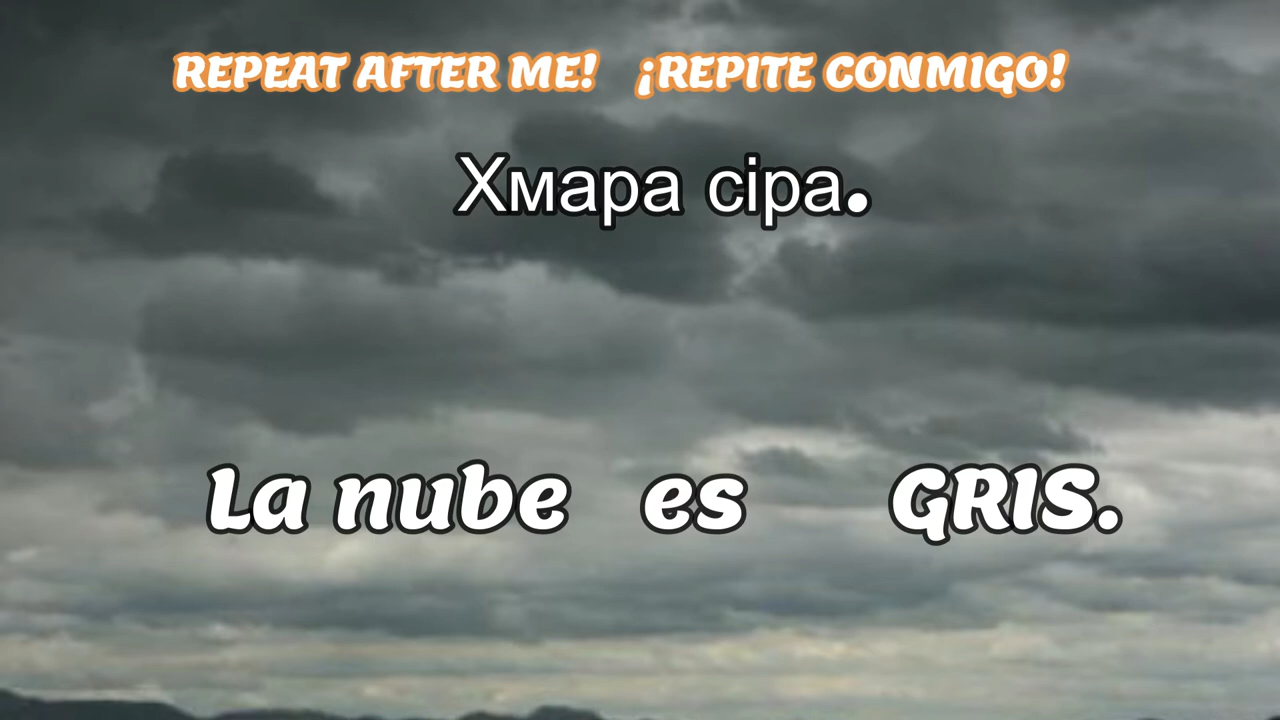 REPEAT AFTER ME! ¡REPITE CONMIGO!
Хмара сіра.
La nube es GRIS.